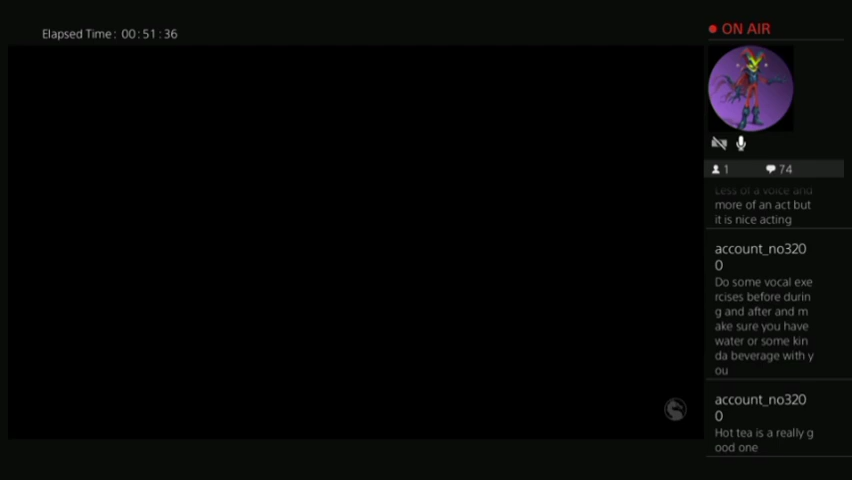 Elapsed Time: 00:51:36
ON AIR
1 74
Less of a voice and
more of an act but
it is nice acting
account_no320
0
Do some vocal exe
rcises before durin
g and after and m
ake sure you have
water or some kin
da beverage with y
ou
account_no320
0
Hot tea is a really g
ood one